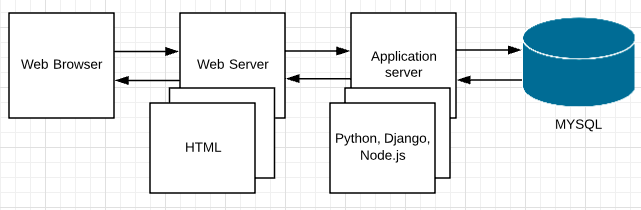 Web Browser
Web Server
Application
server
MYSQL
HTML
Python, Django,
Node.js